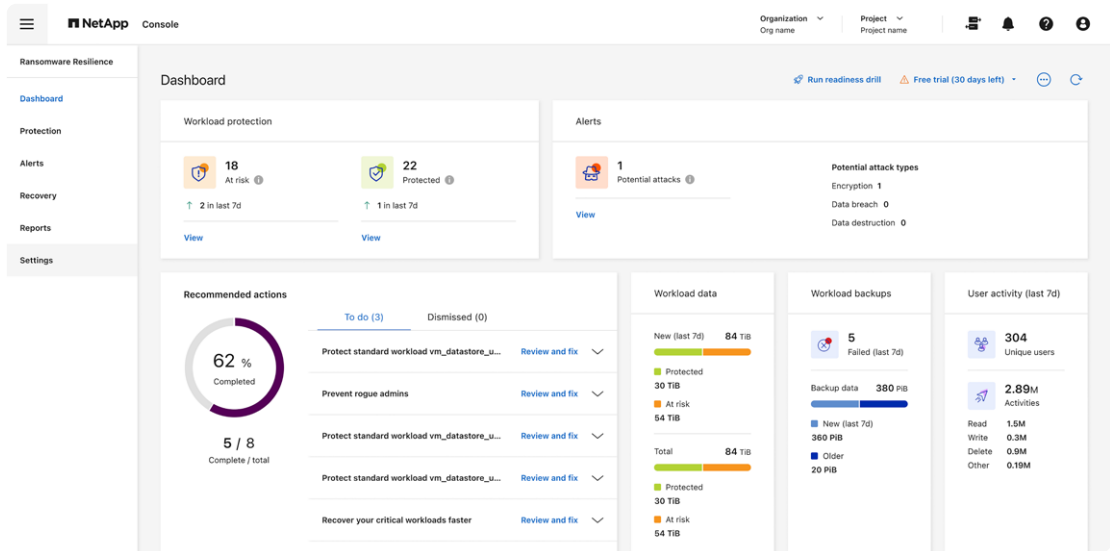 NetApp Console
Organization
Org name
Project
Project name
Ransomware Resilience
Dashboard
Protection
Alerts
Recovery
Reports
Settings
Dashboard
Run readiness drill
Free trial (30 days left)
Workload protection
18
At risk
2 in last 7d
View
22
Protected
1 in last 7d
View
Alerts
1
Potential attacks
View
Potential attack types
Encryption 1
Data breach 0
Data destruction 0
Recommended actions
62 %
Completed
5 / 8
Complete / total
To do (3) Dismissed (0)
Protect standard workload vm_datastore_u... Review and fix
Prevent rogue admins Review and fix
Protect standard workload vm_datastore_u... Review and fix
Protect standard workload vm_datastore_u... Review and fix
Recover your critical workloads faster Review and fix
Workload data
New (last 7d) 84 TiB
Protected
30 TiB
At risk
54 TiB
Total 84 TiB
Protected
30 TiB
At risk
54 TiB
Workload backups
5
Failed (last 7d)
Backup data 380 PiB
New (last 7d)
360 PiB
Older
20 PiB
User activity (last 7d)
304
Unique users
2.89M
Activities
Read 1.5M
Write 0.3M
Delete 0.9M
Other 0.19M